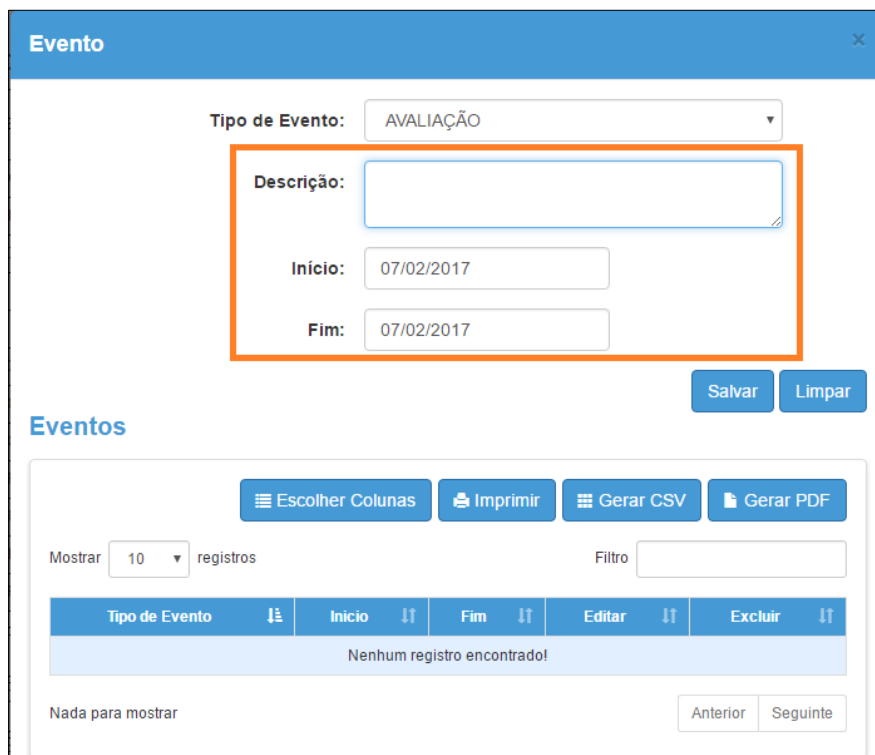 Evento ×
Tipo de Evento: AVALIAÇÃO
Descrição:
Início: 07/02/2017
Fim: 07/02/2017
Salvar Limpar
Eventos
Escolher Colunas Imprimir Gerar CSV Gerar PDF
Mostrar 10 registros Filtro
Tipo de Evento Inicio Fim Editar Excluir
Nenhum registro encontrado!
Nada para mostrar Anterior Seguinte